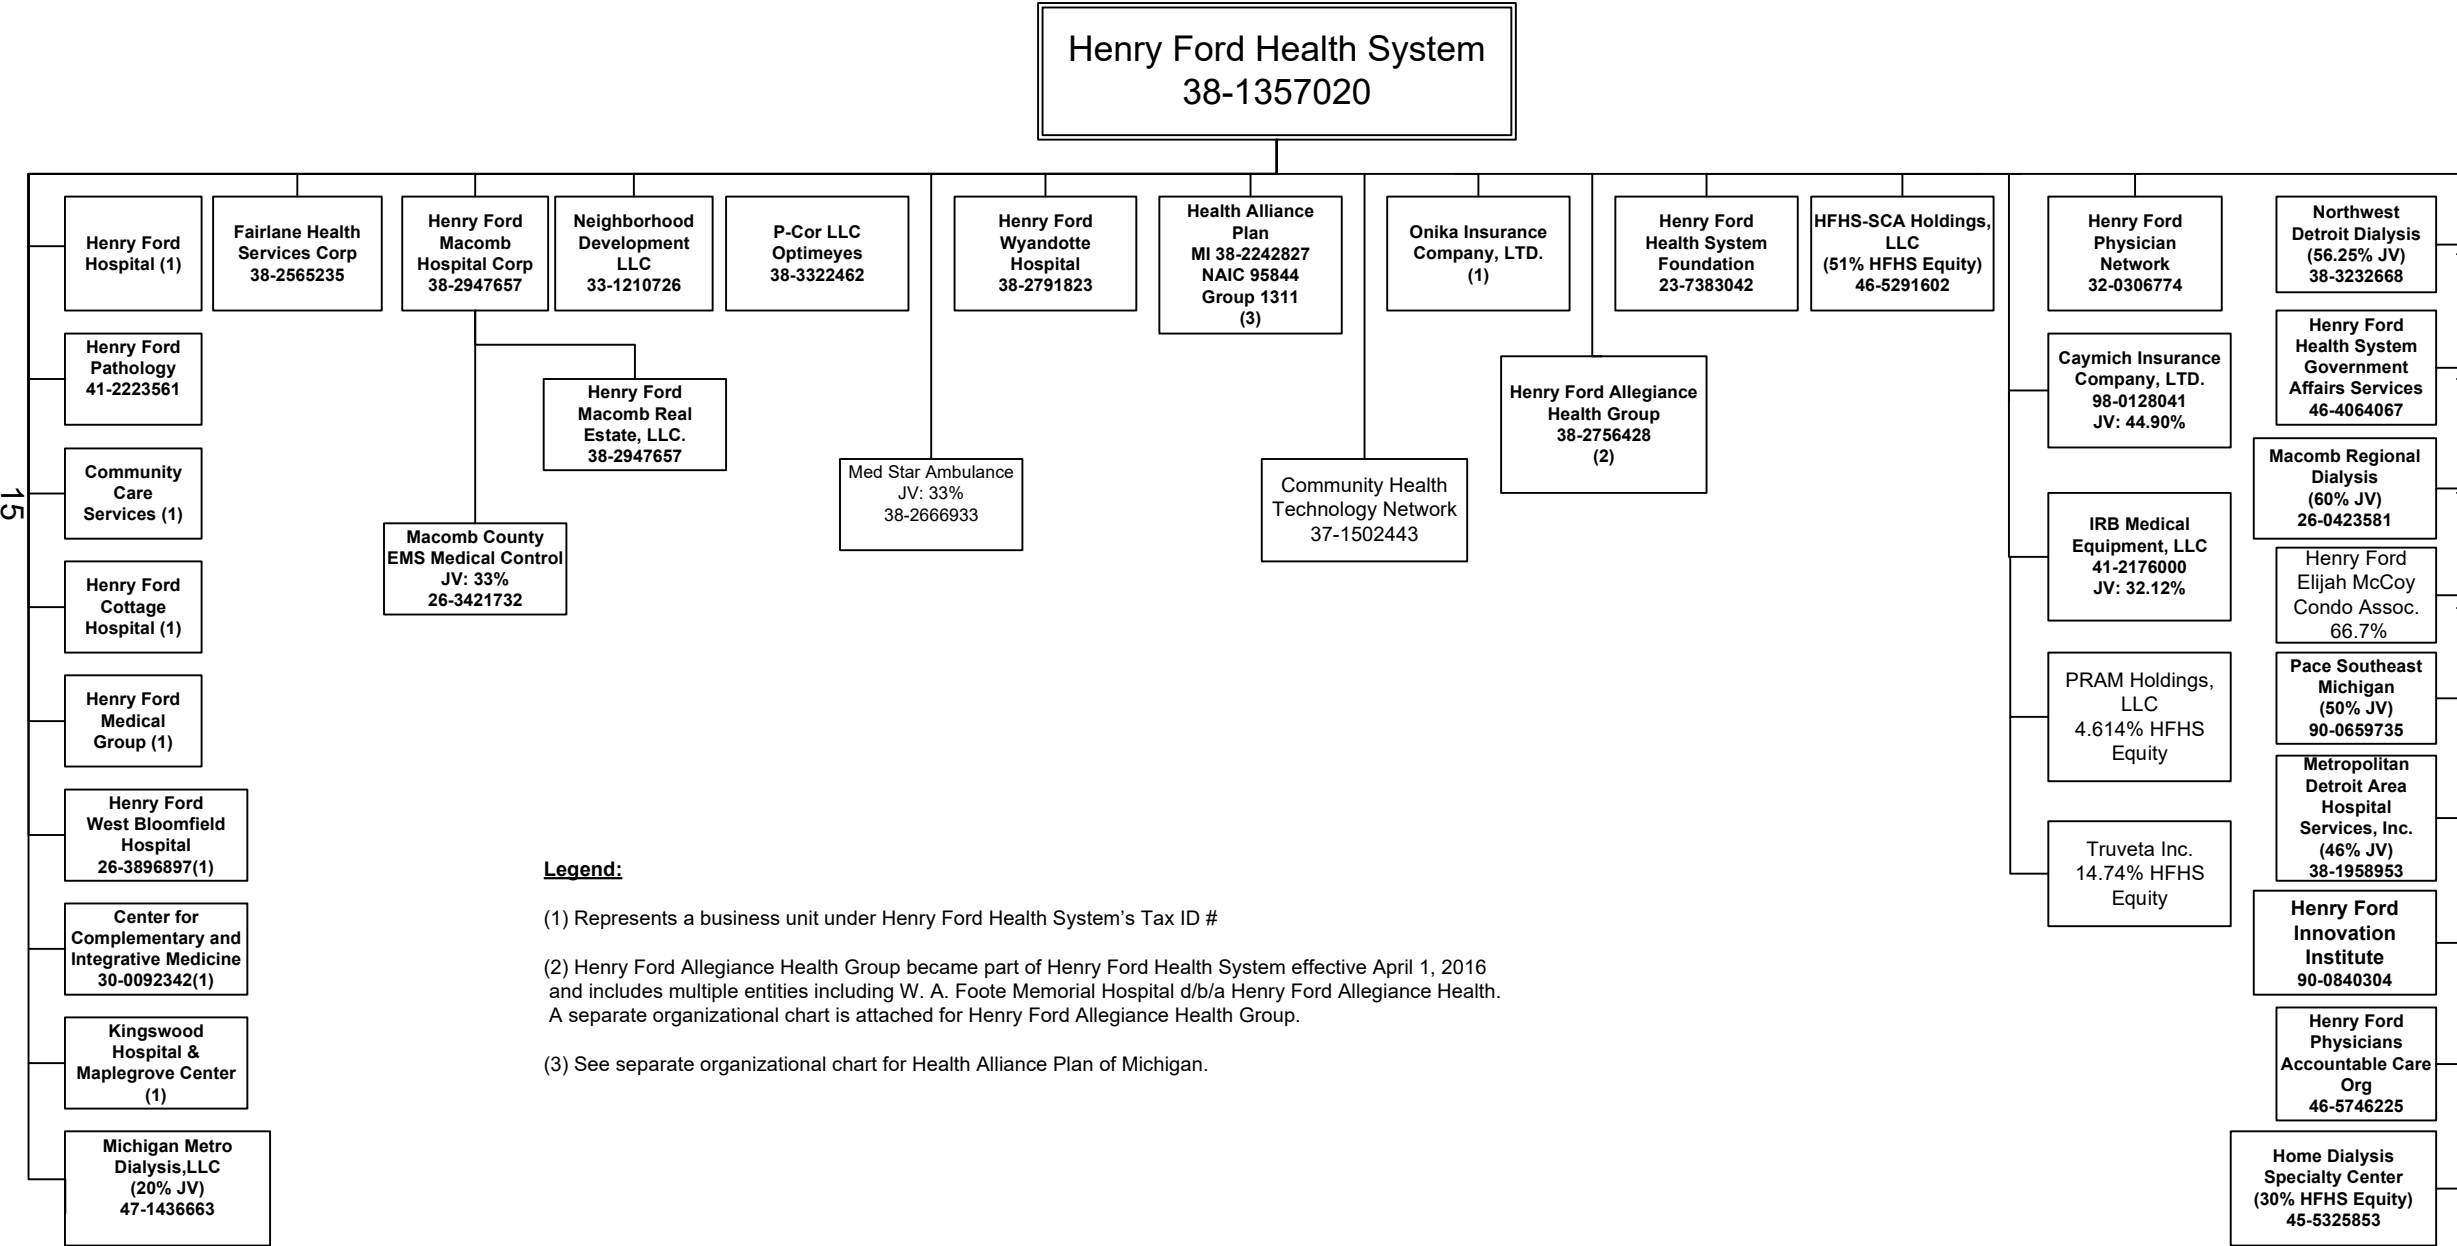 Henry Ford Health System
38-1357020
Henry Ford
Hospital (1)
Fairlane Health
Services Corp
38-2565235
Henry Ford
Macomb
Hospital Corp
38-2947657
Neighborhood
Development
LLC
33-1210726
P-Cor LLC
Optimeyes
38-3322462
Henry Ford
Wyandotte
Hospital
38-2791823
Health Alliance
Plan
MI 38-2242827
NAIC 95844
Group 1311
(3)
Onika Insurance
Company, LTD.
(1)
Henry Ford
Health System
Foundation
23-7383042
HFHS-SCA Holdings,
LLC
(51% HFHS Equity)
46-5291602
Henry Ford
Physician
Network
32-0306774
Northwest
Detroit Dialysis
(56.25% JV)
38-3232668
Henry Ford
Pathology
41-2223561
Henry Ford
Macomb Real
Estate, LLC.
38-2947657
Henry Ford Allegiance
Health Group
38-2756428
(2)
Caymich Insurance
Company, LTD.
98-0128041
JV: 44.90%
Henry Ford
Health System
Government
Affairs Services
46-4064067
Community
Care
Services (1)
Macomb County
EMS Medical Control
JV: 33%
26-3421732
Med Star Ambulance
JV: 33%
38-2666933
Community Health
Technology Network
37-1502443
IRB Medical
Equipment, LLC
41-2176000
JV: 32.12%
Macomb Regional
Dialysis
(60% JV)
26-0423581
15
Henry Ford
Cottage
Hospital (1)
Henry Ford
Elijah McCoy
Condo Assoc.
66.7%
Henry Ford
Medical
Group (1)
PRAM Holdings,
LLC
4.614% HFHS
Equity
Pace Southeast
Michigan
(50% JV)
90-0659735
Henry Ford
West Bloomfield
Hospital
26-3896897(1)
Truveta Inc.
14.74% HFHS
Equity
Metropolitan
Detroit Area
Hospital
Services, Inc.
(46% JV)
38-1958953
Center for
Complementary and
Integrative Medicine
30-0092342(1)
Henry Ford
Innovation
Institute
90-0840304
Kingswood
Hospital &
Maplegrove Center
(1)
Henry Ford
Physicians
Accountable Care
Org
46-5746225
Michigan Metro
Dialysis,LLC
(20% JV)
47-1436663
Home Dialysis
Specialty Center
(30% HFHS Equity)
45-5325853
Legend:
(1) Represents a business unit under Henry Ford Health System’s Tax ID #
(2) Henry Ford Allegiance Health Group became part of Henry Ford Health System effective April 1, 2016
and includes multiple entities including W. A. Foote Memorial Hospital d/b/a Henry Ford Allegiance Health.
A separate organizational chart is attached for Henry Ford Allegiance Health Group.
(3) See separate organizational chart for Health Alliance Plan of Michigan.